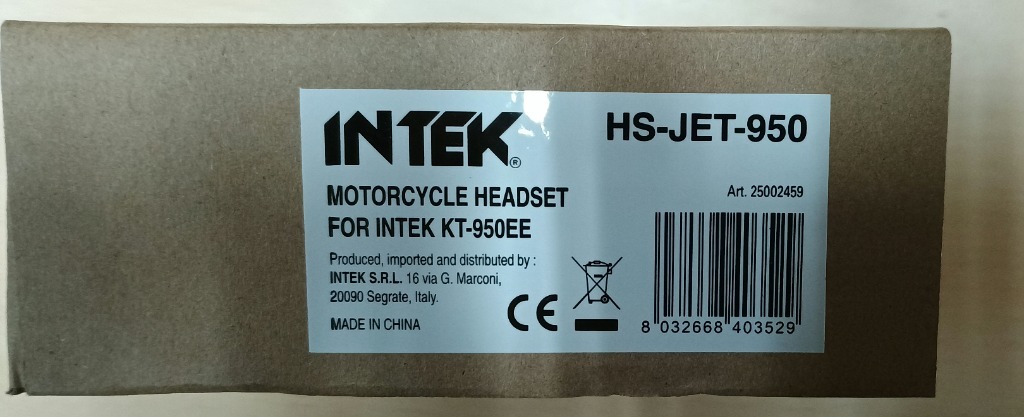 INTEK®
HS-JET-950
MOTORCYCLE HEADSET
FOR INTEK KT-950EE
Art. 25002459
Produced, imported and distributed by :
INTEK S.R.L. 16 via G. Marconi,
20090 Segrate, Italy.
MADE IN CHINA
CE
8 032668 403529